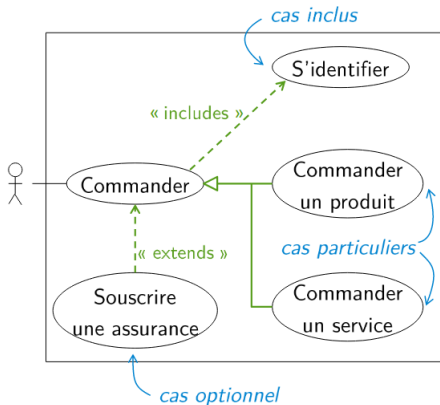 cas inclus
S'identifier
« includes »
Commander
Commander
un produit
« extends »
cas particuliers
Souscrire
une assurance
Commander
un service
cas optionnel